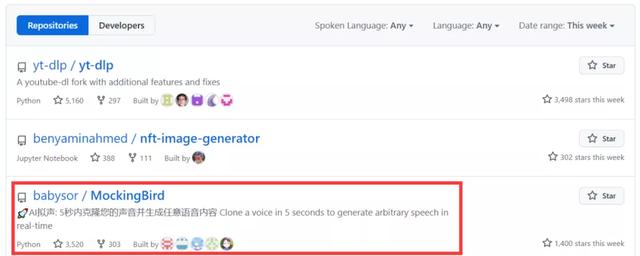 Repositories Developers Spoken Language: Any Language: Any Date range: This week
yt-dlp / yt-dlp Star
A youtube-dl fork with additional features and fixes
Python 5,160 297 Built by 3,498 stars this week
benyaminahmed / nft-image-generator Star
Jupyter Notebook 388 111 Built by 302 stars this week
babysor / MockingBird Star
🚀AI拟声: 5秒内克隆您的声音并生成任意语音内容 Clone a voice in 5 seconds to generate arbitrary speech in
real-time
Python 3,520 303 Built by 1,400 stars this week